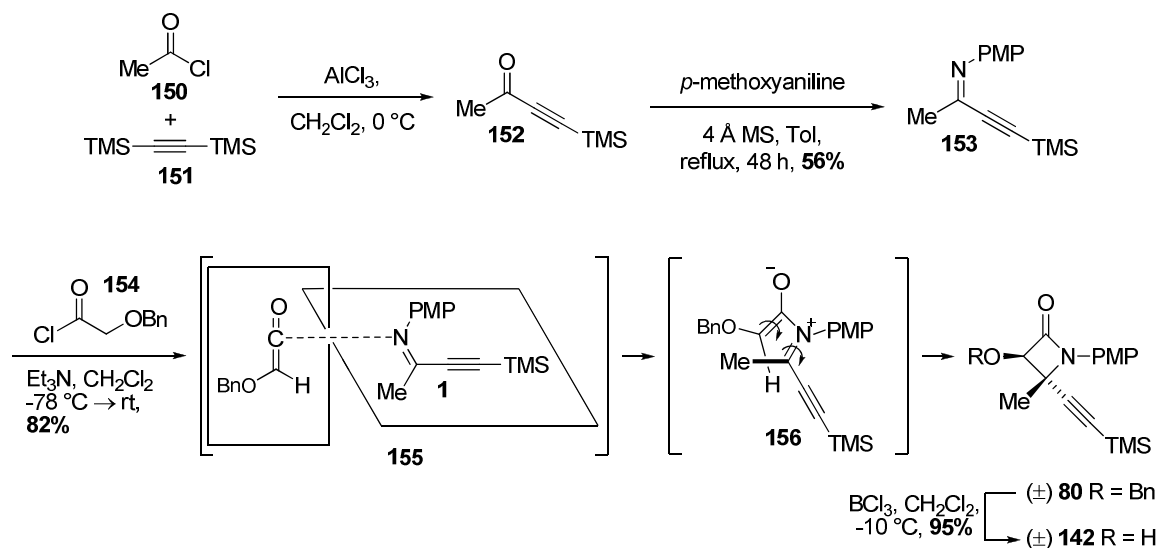 O
Me Cl
150
+
TMS TMS
151
AlCl3,
CH2Cl2, 0 °C
O
Me
152
TMS
p-methoxyaniline
4 Å MS, Tol,
reflux, 48 h, 56%
N PMP
Me
153
TMS
O 154
Cl OBn
Et3N, CH2Cl2
-78 °C → rt,
82%
O
C
BnO H
PMP
N
TMS
Me 1
155
-
O
BnO N+ PMP
Me
H
156
TMS
O
RO N PMP
Me
TMS
(±) 80 R = Bn
BCl3, CH2Cl2,
-10 °C, 95%
(±) 142 R = H